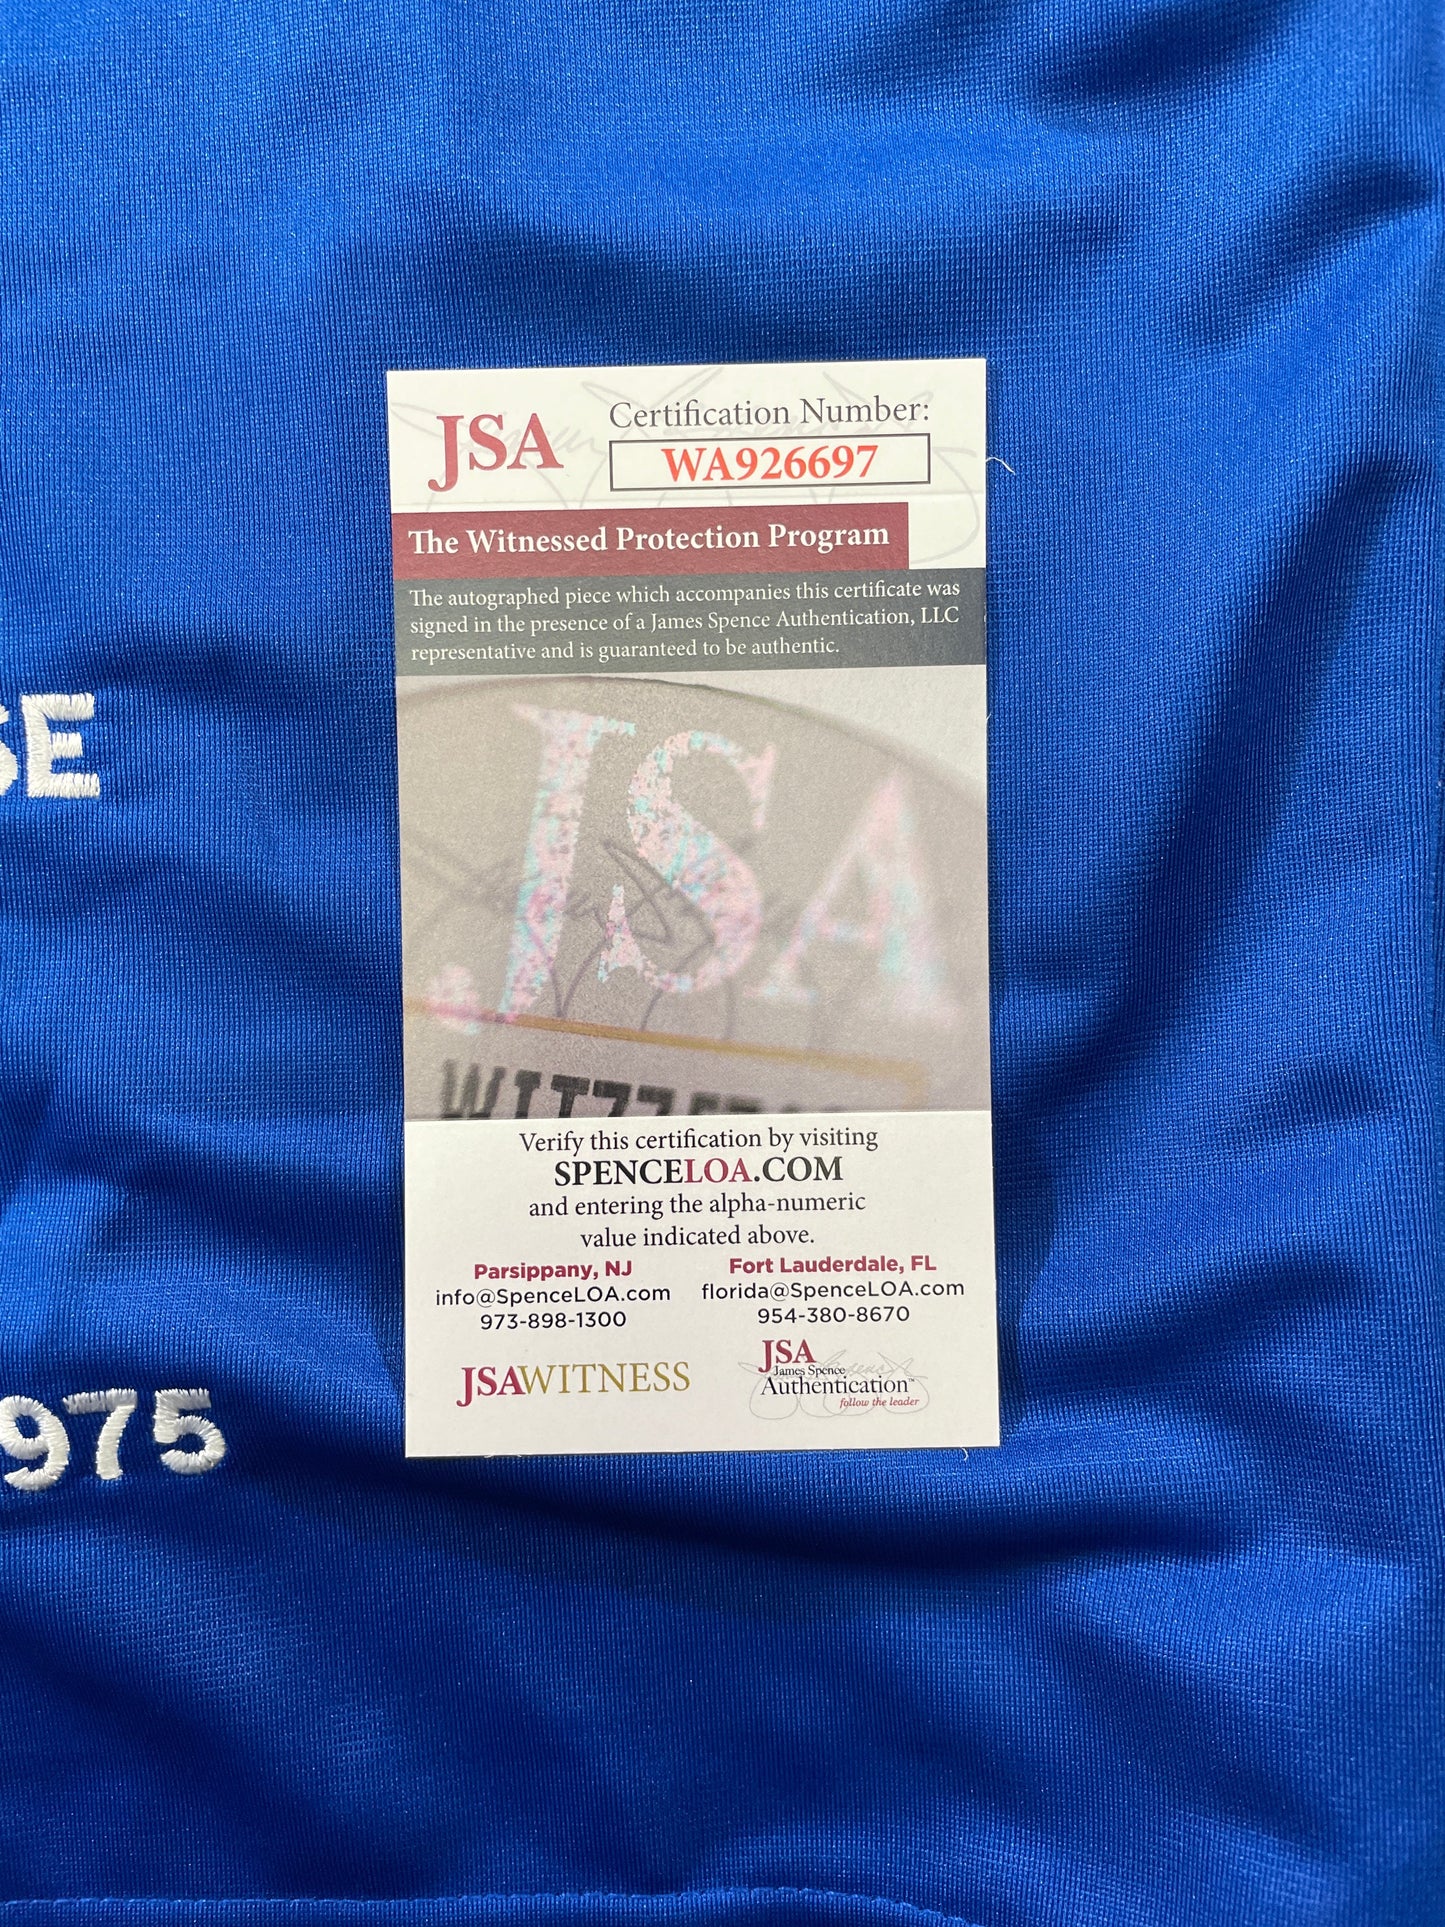 JSA
Certification Number:
WA926697
The Witnessed Protection Program
The autographed piece which accompanies this certificate was
signed in the presence of a James Spence Authentication, LLC
representative and is guaranteed to be authentic.
SE
JSA
Verify this certification by visiting
SPENCELOA.COM
and entering the alpha-numeric
value indicated above.
Parsippany, NJ
info@SpenceLOA.com
973-898-1300
Fort Lauderdale, FL
florida@SpenceLOA.com
954-380-8670
JSAWITNESS
JSA
James Spence
Authentication™
follow the leader
975